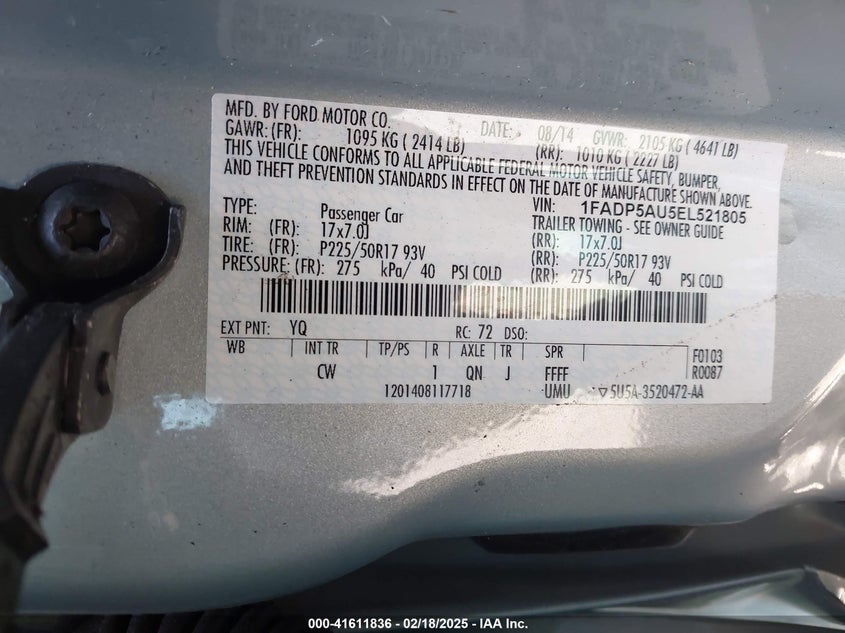 MFD. BY FORD MOTOR CO. DATE: 08/14 GVWR: 2105 KG ( 4641 LB)
GAWR: (FR): 1095 KG ( 2414 LB) (RR): 1010 KG ( 2227 LB)
THIS VEHICLE CONFORMS TO ALL APPLICABLE FEDERAL MOTOR VEHICLE SAFETY, BUMPER,
AND THEFT PREVENTION STANDARDS IN EFFECT ON THE DATE OF MANUFACTURE SHOWN ABOVE.
VIN: 1FADP5AU5EL521805
TYPE: Passenger Car TRAILER TOWING - SEE OWNER GUIDE
RIM: (FR): 17x7.0J (RR): 17x7.0J
TIRE: (FR): P225/50R17 93V (RR): P225/50R17 93V
PRESSURE: (FR): 275 kPa/ 40 PSI COLD (RR): 275 kPa/ 40 PSI COLD
EXT PNT: YQ RC: 72 DSO:
WB INT TR TP/PS R AXLE TR SPR F0103
CW 1 QN J FFFF R0087
1201408117718 UMU ▽5U5A-3520472-AA
000-41611836 - 02/18/2025 - IAA Inc.